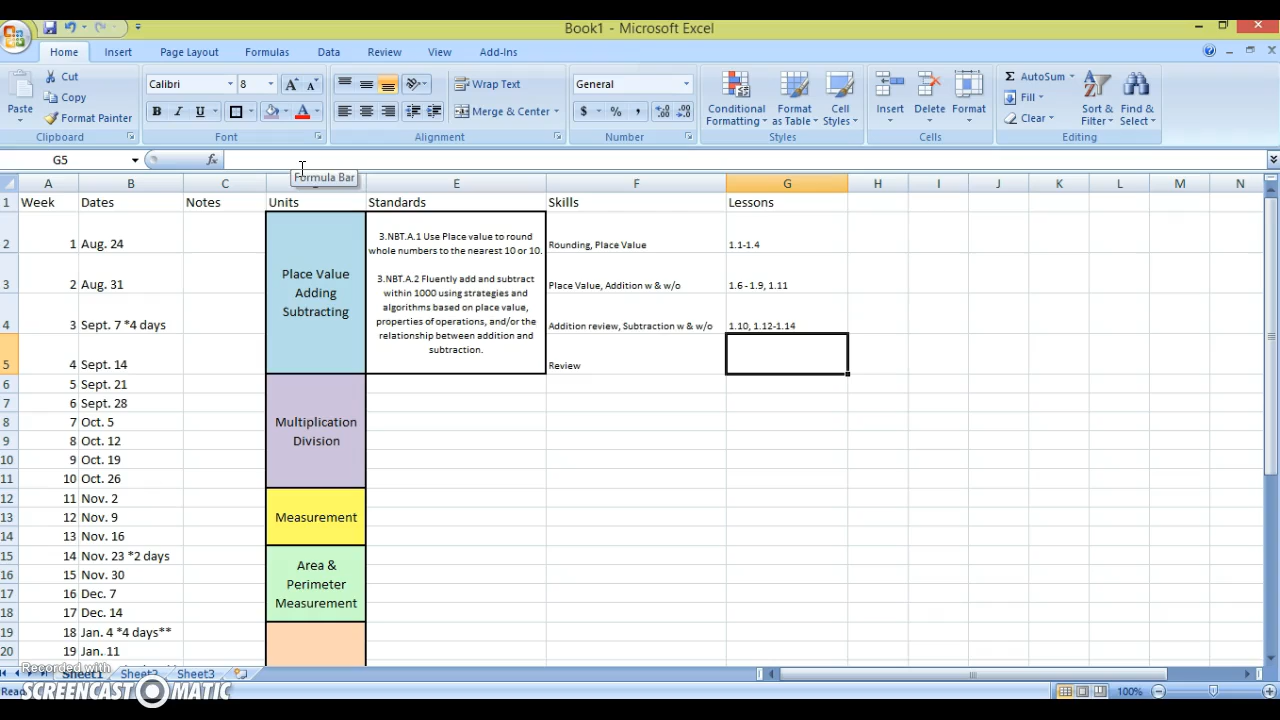 Book1 - Microsoft Excel
Home Insert Page Layout Formulas Data Review View Add-Ins
Paste
Cut
Copy
Format Painter
Clipboard
Calibri 8
B I U
Font
Wrap Text
Merge & Center
Alignment
General
$ % ,
Number
Conditional Formatting
Format as Table
Cell Styles
Styles
Insert Delete Format
Cells
AutoSum
Fill
Clear
Sort & Filter
Find & Select
Editing
G5 fx
Formula Bar
A B C E F G H I J K L M N
1 Week Dates Notes Units Standards Skills Lessons
2 1 Aug. 24 Rounding, Place Value 1.1-1.4
3 2 Aug. 31 Place Value, Addition w & w/o 1.6 -1.9, 1.11
4 3 Sept. 7 *4 days Addition review, Subtraction w & w/o 1.10, 1.12-1.14
5 4 Sept. 14 Review
Place Value
Adding
Subtracting
3.NBT.A.1 Use Place value to round
whole numbers to the nearest 10 or 10.
3.NBT.A.2 Fluently add and subtract
within 1000 using strategies and
algorithms based on place value,
properties of operations, and/or the
relationship between addition and
subtraction.
6 5 Sept. 21
7 6 Sept. 28
8 7 Oct. 5
9 8 Oct. 12
10 9 Oct. 19
11 10 Oct. 26
Multiplication
Division
12 11 Nov. 2
13 12 Nov. 9
14 13 Nov. 16
Measurement
15 14 Nov. 23 *2 days
16 15 Nov. 30
17 16 Dec. 7
18 17 Dec. 14
Area &
Perimeter
Measurement
19 18 Jan. 4 *4 days**
20 19 Jan. 11
Sheet1 Sheet2 Sheet3
100%
Recorded with
SCREENCAST MATIC